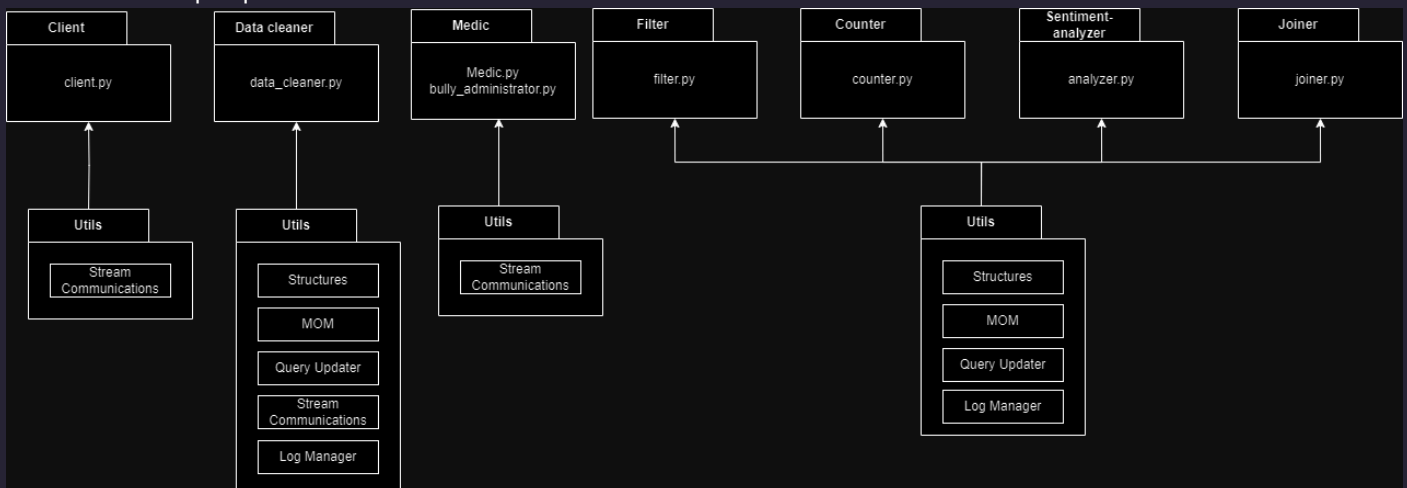 Client
client.py
Data cleaner
data_cleaner.py
Medic
Medic.py
bully_administrator.py
Filter
filter.py
Counter
counter.py
Sentiment-
analyzer
analyzer.py
Joiner
joiner.py
Utils
Stream
Communications
Utils
Structures
MOM
Query Updater
Stream
Communications
Log Manager
Utils
Stream
Communications
Utils
Structures
MOM
Query Updater
Log Manager